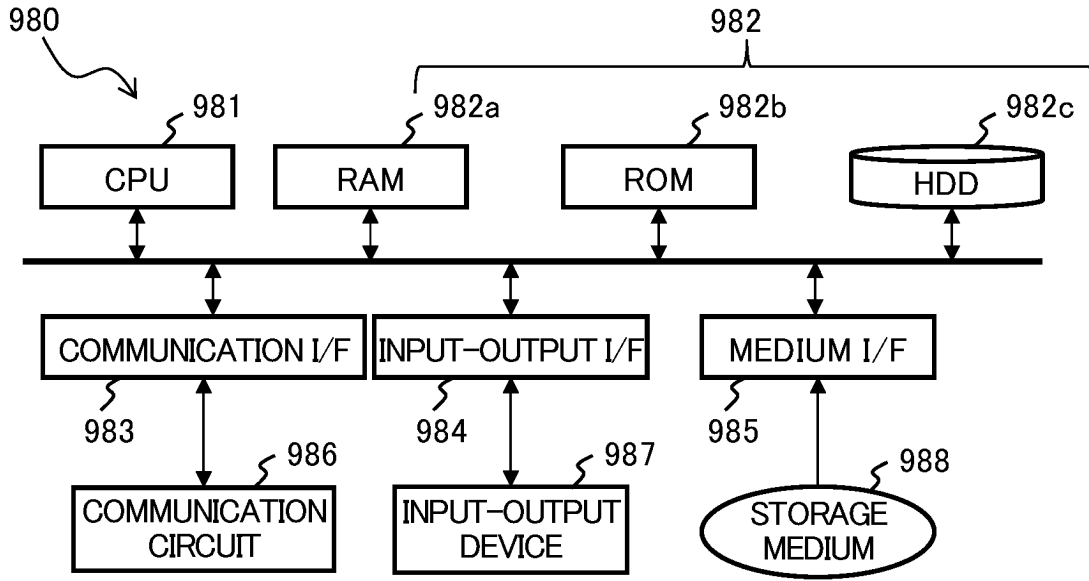 980
982
981
982a
982b
982c
CPU
RAM
ROM
HDD
COMMUNICATION I/F
INPUT-OUTPUT I/F
MEDIUM I/F
983
984
985
986
987
988
COMMUNICATION
CIRCUIT
INPUT-OUTPUT
DEVICE
STORAGE
MEDIUM